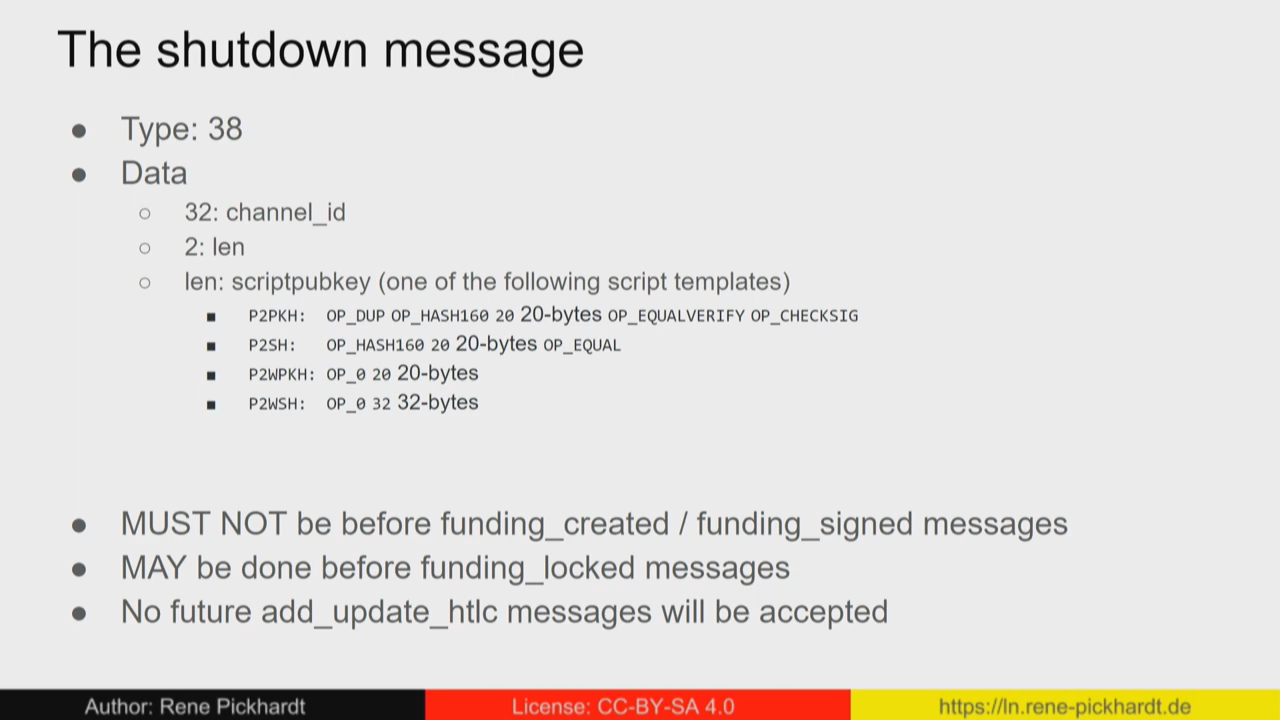 The shutdown message
● Type: 38
● Data
○ 32: channel_id
○ 2: len
○ len: scriptpubkey (one of the following script templates)
■ P2PKH: OP_DUP OP_HASH160 20 20-bytes OP_EQUALVERIFY OP_CHECKSIG
■ P2SH: OP_HASH160 20 20-bytes OP_EQUAL
■ P2WPKH: OP_0 20 20-bytes
■ P2WSH: OP_0 32 32-bytes
● MUST NOT be before funding_created / funding_signed messages
● MAY be done before funding_locked messages
● No future add_update_htlc messages will be accepted
Author: Rene Pickhardt License: CC-BY-SA 4.0 https://ln.rene-pickhardt.de